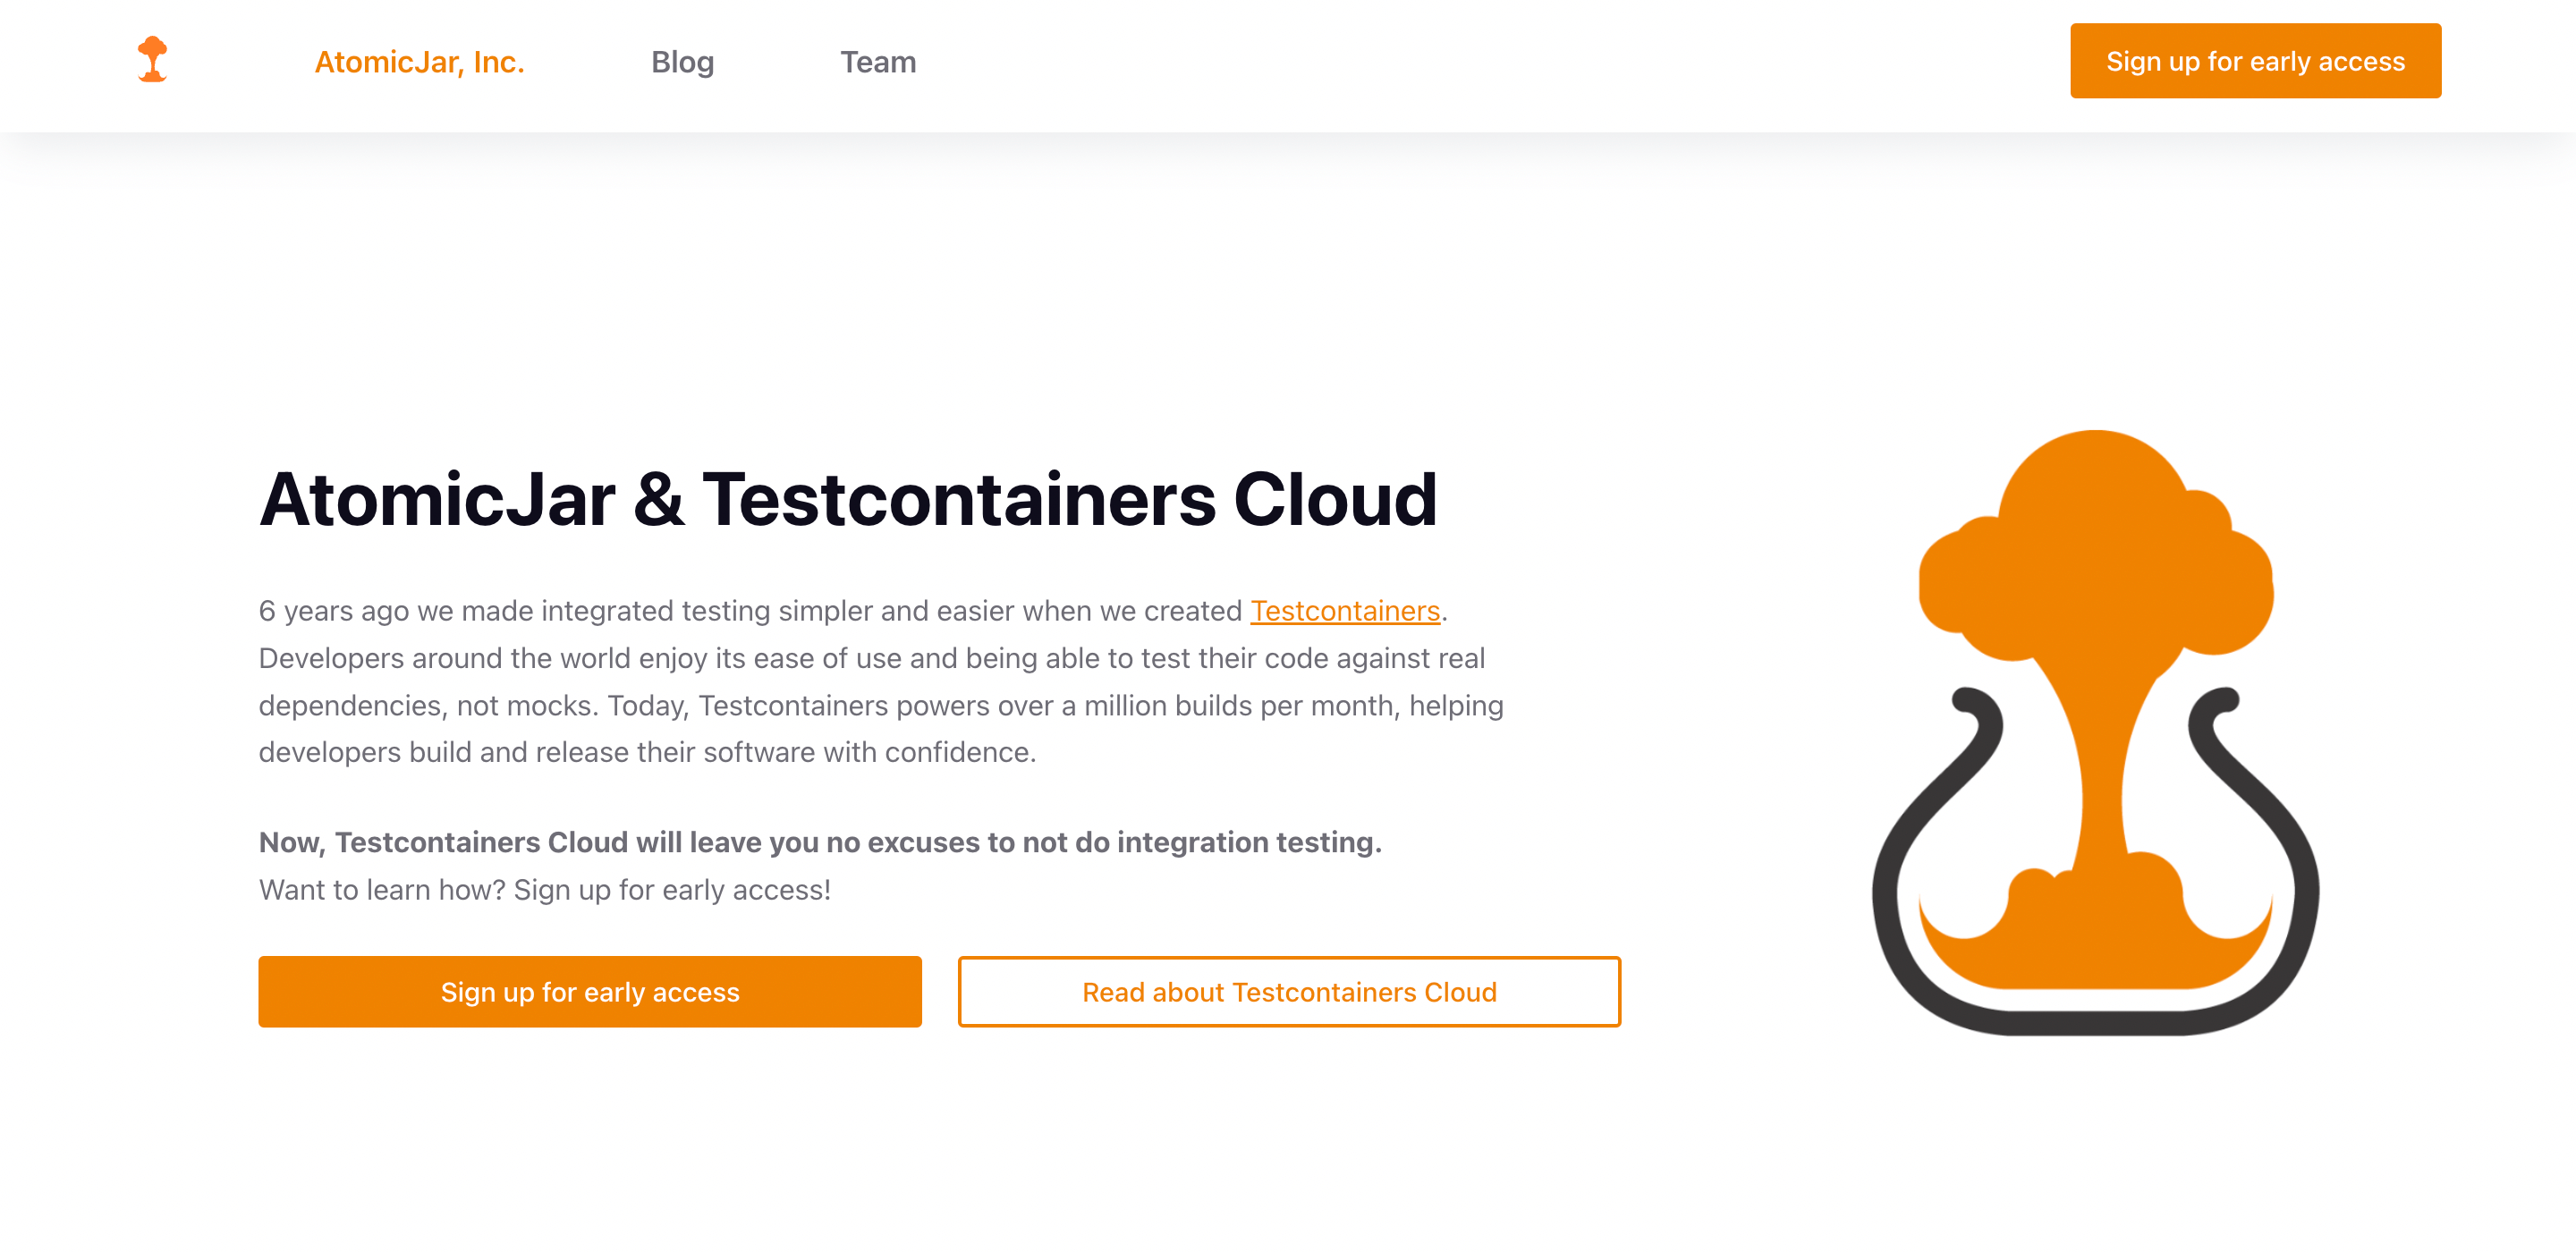 AtomicJar, Inc.
Blog
Team
Sign up for early access
AtomicJar & Testcontainers Cloud
6 years ago we made integrated testing simpler and easier when we created Testcontainers.
Developers around the world enjoy its ease of use and being able to test their code against real
dependencies, not mocks. Today, Testcontainers powers over a million builds per month, helping
developers build and release their software with confidence.
Now, Testcontainers Cloud will leave you no excuses to not do integration testing.
Want to learn how? Sign up for early access!
Sign up for early access
Read about Testcontainers Cloud